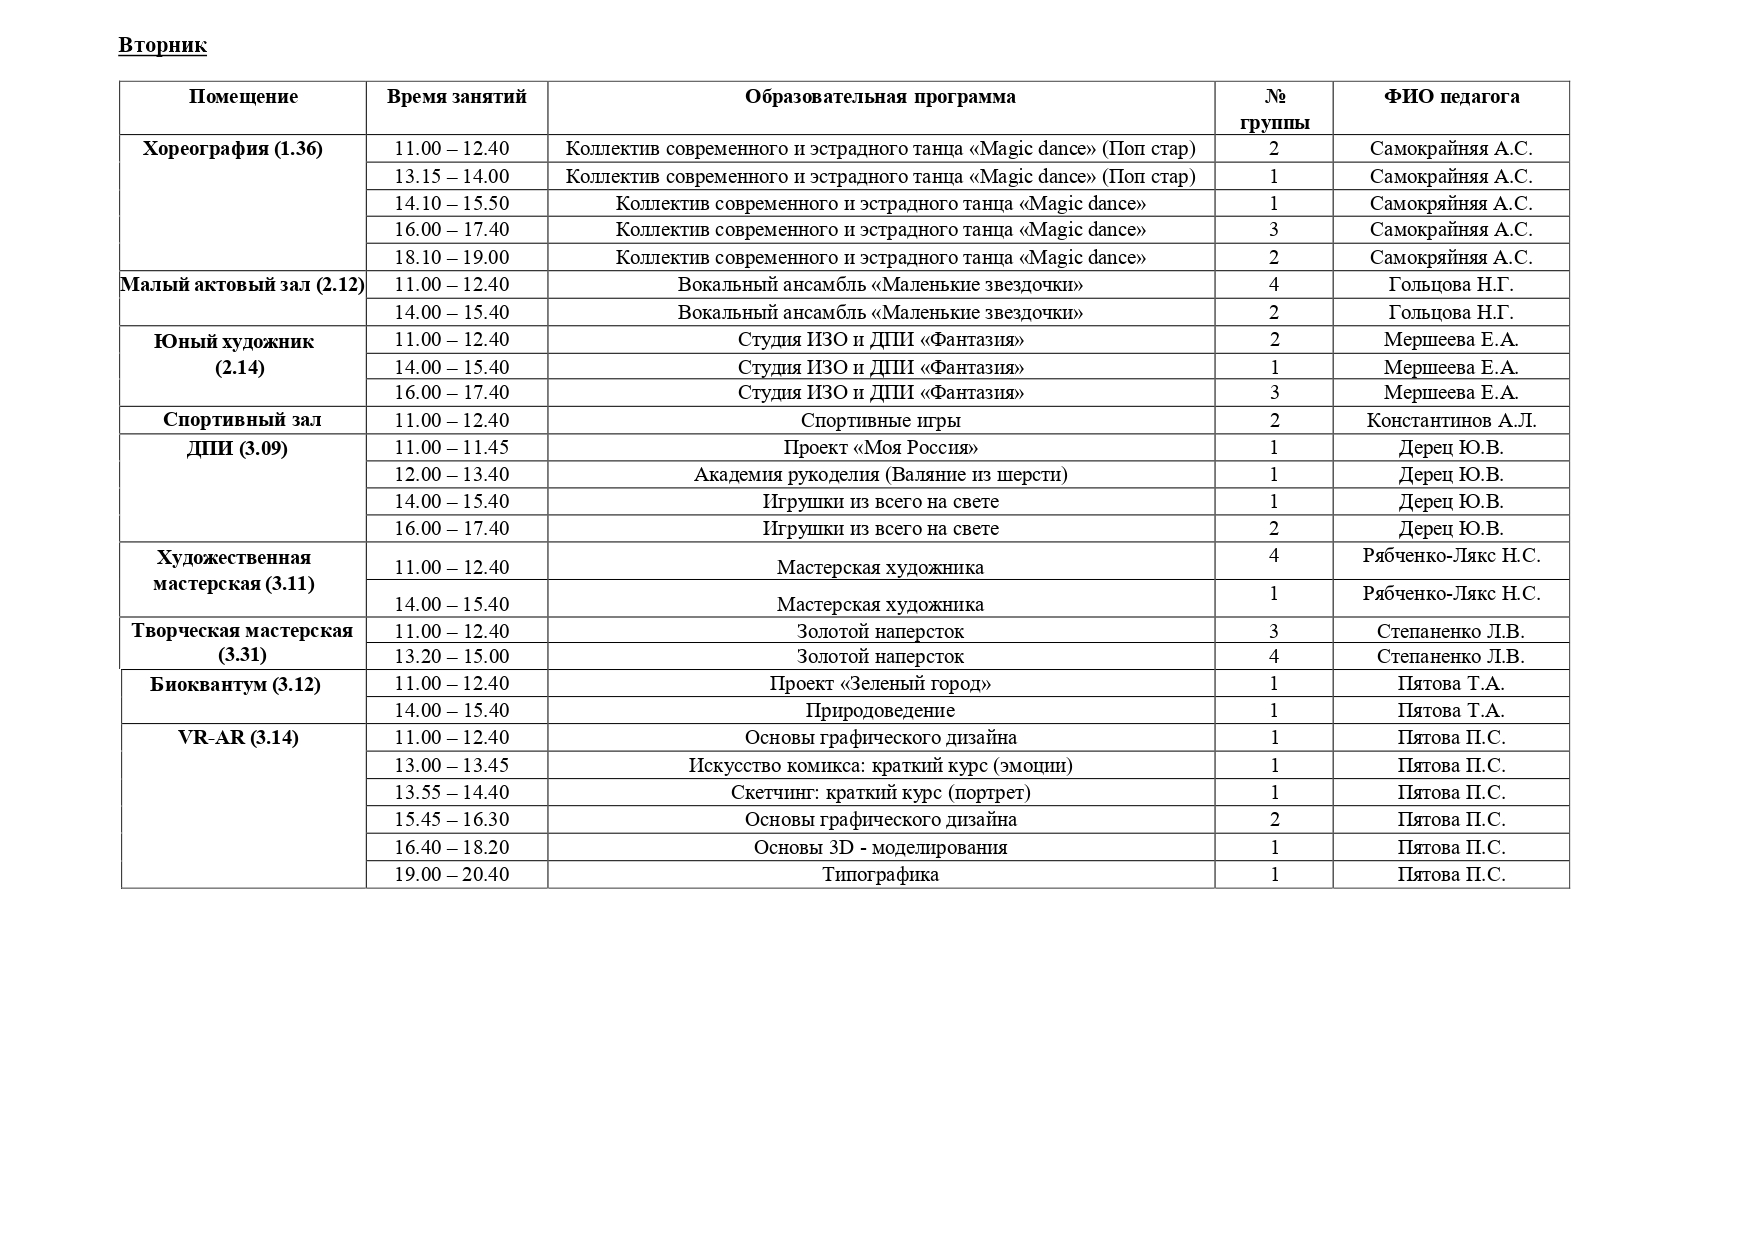 Вторник
Помещение Время занятий Образовательная программа № группы ФИО педагога
Хореография (1.36) 11.00 – 12.40 Коллектив современного и эстрадного танца «Magic dance» (Поп стар) 2 Самокрайняя А.С.
13.15 – 14.00 Коллектив современного и эстрадного танца «Magic dance» (Поп стар) 1 Самокрайняя А.С.
14.10 – 15.50 Коллектив современного и эстрадного танца «Magic dance» 1 Самокряйняя А.С.
16.00 – 17.40 Коллектив современного и эстрадного танца «Magic dance» 3 Самокрайняя А.С.
18.10 – 19.00 Коллектив современного и эстрадного танца «Magic dance» 2 Самокряйняя А.С.
Малый актовый зал (2.12) 11.00 – 12.40 Вокальный ансамбль «Маленькие звездочки» 4 Гольцова Н.Г.
14.00 – 15.40 Вокальный ансамбль «Маленькие звездочки» 2 Гольцова Н.Г.
Юный художник 11.00 – 12.40 Студия ИЗО и ДПИ «Фантазия» 2 Мершеева Е.А.
(2.14) 14.00 – 15.40 Студия ИЗО и ДПИ «Фантазия» 1 Мершеева Е.А.
16.00 – 17.40 Студия ИЗО и ДПИ «Фантазия» 3 Мершеева Е.А.
Спортивный зал 11.00 – 12.40 Спортивные игры 2 Константинов А.Л.
ДПИ (3.09) 11.00 – 11.45 Проект «Моя Россия» 1 Дерец Ю.В.
12.00 – 13.40 Академия рукоделия (Валяние из шерсти) 1 Дерец Ю.В.
14.00 – 15.40 Игрушки из всего на свете 1 Дерец Ю.В.
16.00 – 17.40 Игрушки из всего на свете 2 Дерец Ю.В.
Художественная 11.00 – 12.40 Мастерская художника 4 Рябченко-Лякс Н.С.
мастерская (3.11) 14.00 – 15.40 Мастерская художника 1 Рябченко-Лякс Н.С.
Творческая мастерская 11.00 – 12.40 Золотой наперсток 3 Степаненко Л.В.
(3.31) 13.20 – 15.00 Золотой наперсток 4 Степаненко Л.В.
Биоквантум (3.12) 11.00 – 12.40 Проект «Зеленый город» 1 Пятова Т.А.
14.00 – 15.40 Природоведение 1 Пятова Т.А.
VR-AR (3.14) 11.00 – 12.40 Основы графического дизайна 1 Пятова П.С.
13.00 – 13.45 Искусство комикса: краткий курс (эмоции) 1 Пятова П.С.
13.55 – 14.40 Скетчинг: краткий курс (портрет) 1 Пятова П.С.
15.45 – 16.30 Основы графического дизайна 2 Пятова П.С.
16.40 – 18.20 Основы 3D - моделирования 1 Пятова П.С.
19.00 – 20.40 Типографика 1 Пятова П.С.